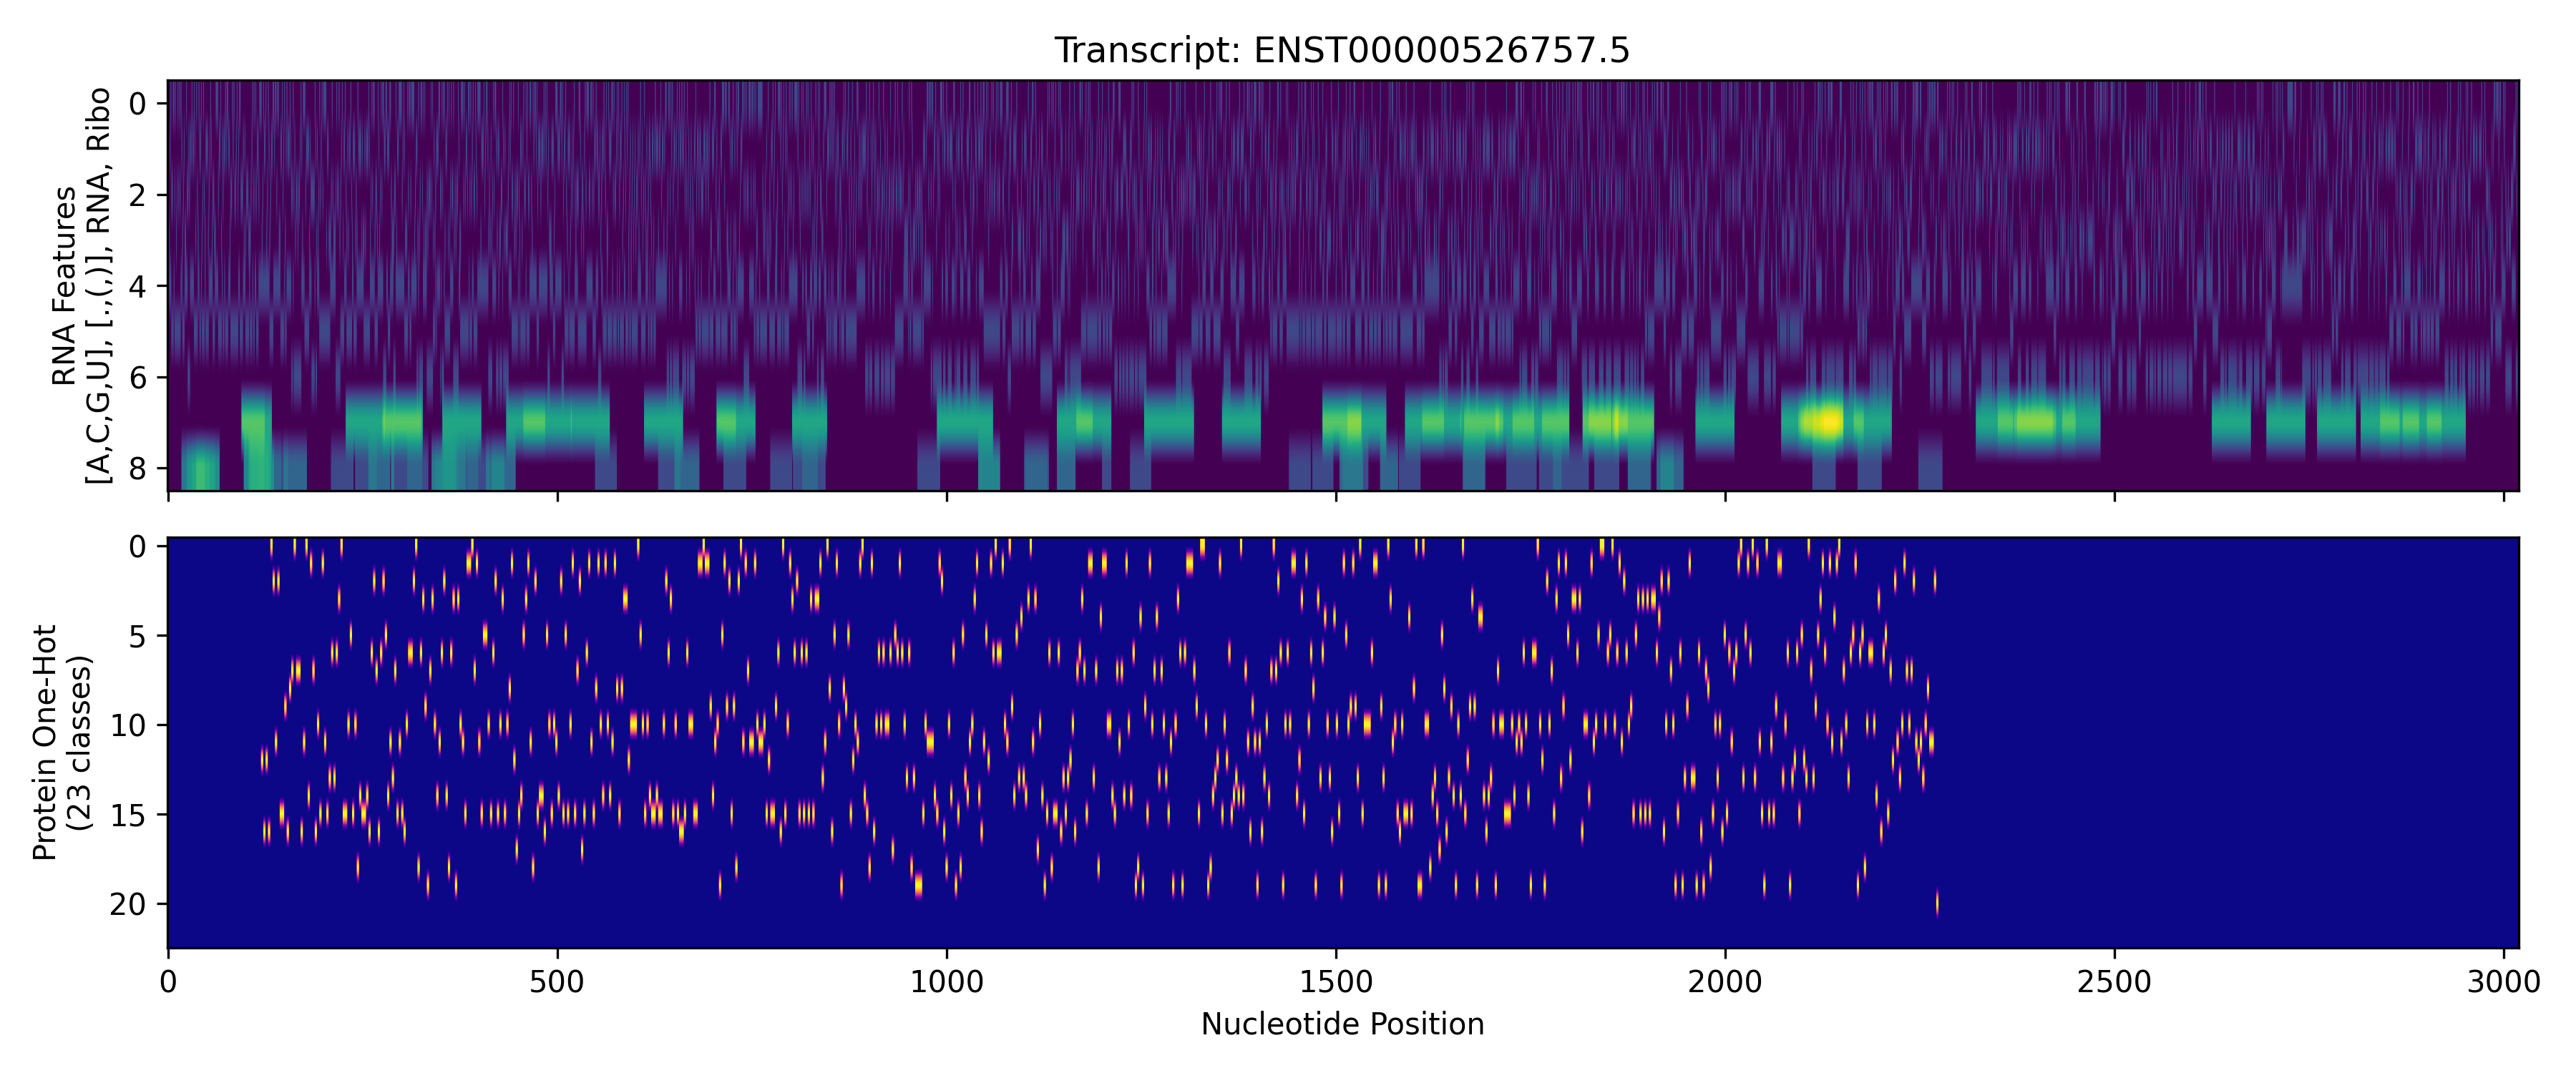 Transcript: ENST00000526757.5
RNA Features
[A,C,G,U], [.,(,)], RNA, Ribo
0
2
4
6
8
Protein One-Hot
(23 classes)
0
5
10
15
20
0
500
1000
1500
2000
2500
3000
Nucleotide Position